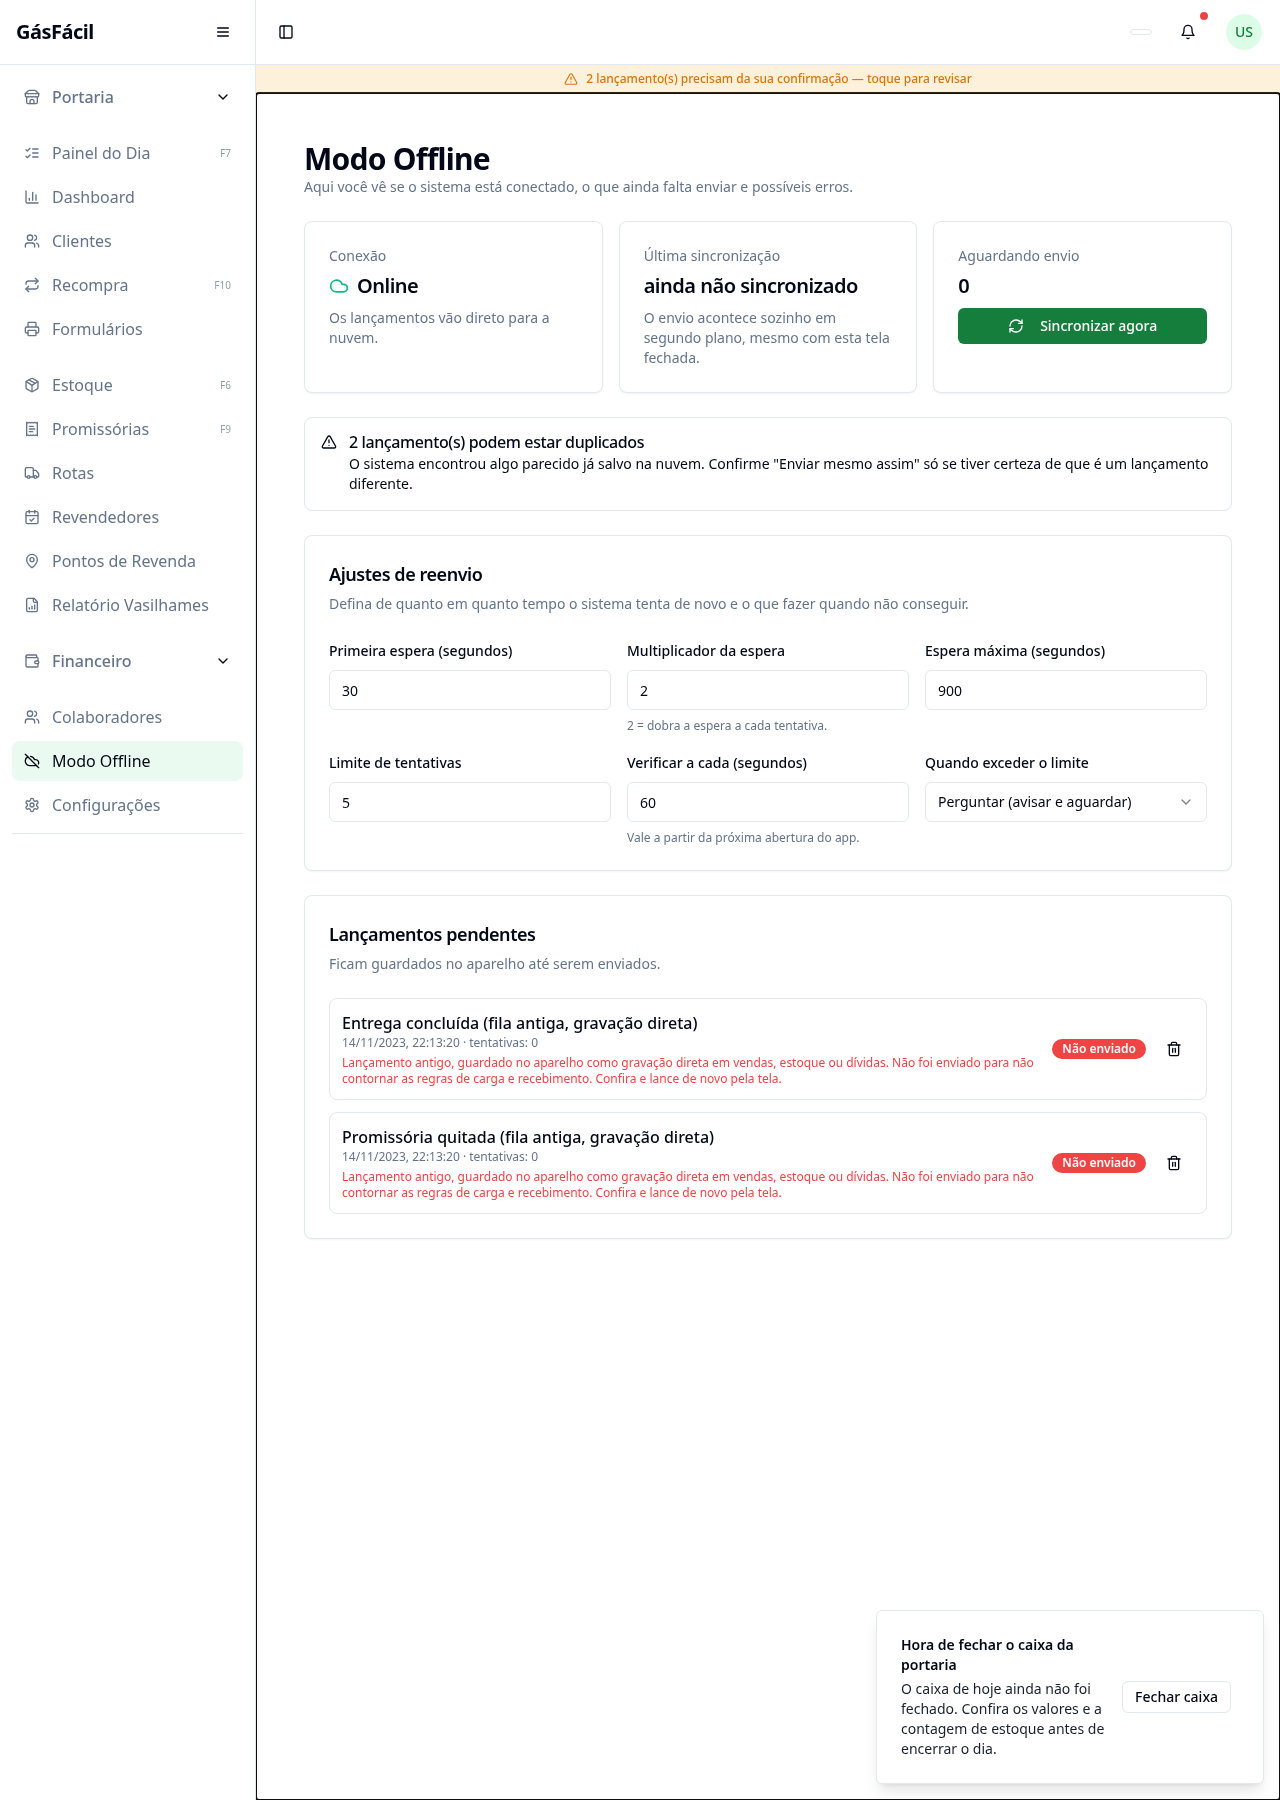 GásFácil
US
Portaria
Painel do Dia F7
Dashboard
Clientes
Recompra F10
Formulários
Estoque F6
Promissórias F9
Rotas
Revendedores
Pontos de Revenda
Relatório Vasilhames
Financeiro
Colaboradores
Modo Offline
Configurações
2 lançamento(s) precisam da sua confirmação — toque para revisar
Modo Offline
Aqui você vê se o sistema está conectado, o que ainda falta enviar e possíveis erros.
Conexão
Online
Os lançamentos vão direto para a
nuvem.
Última sincronização
ainda não sincronizado
O envio acontece sozinho em
segundo plano, mesmo com esta tela
fechada.
Aguardando envio
0
Sincronizar agora
2 lançamento(s) podem estar duplicados
O sistema encontrou algo parecido já salvo na nuvem. Confirme "Enviar mesmo assim" só se tiver certeza de que é um lançamento
diferente.
Ajustes de reenvio
Defina de quanto em quanto tempo o sistema tenta de novo e o que fazer quando não conseguir.
Primeira espera (segundos)
30
Multiplicador da espera
2
2 = dobra a espera a cada tentativa.
Espera máxima (segundos)
900
Limite de tentativas
5
Verificar a cada (segundos)
60
Vale a partir da próxima abertura do app.
Quando exceder o limite
Perguntar (avisar e aguardar)
Lançamentos pendentes
Ficam guardados no aparelho até serem enviados.
Entrega concluída (fila antiga, gravação direta)
14/11/2023, 22:13:20 · tentativas: 0
Lançamento antigo, guardado no aparelho como gravação direta em vendas, estoque ou dívidas. Não foi enviado para não
contornar as regras de carga e recebimento. Confira e lance de novo pela tela.
Não enviado
Promissória quitada (fila antiga, gravação direta)
14/11/2023, 22:13:20 · tentativas: 0
Lançamento antigo, guardado no aparelho como gravação direta em vendas, estoque ou dívidas. Não foi enviado para não
contornar as regras de carga e recebimento. Confira e lance de novo pela tela.
Não enviado
Hora de fechar o caixa da
portaria
O caixa de hoje ainda não foi
fechado. Confira os valores e a
contagem de estoque antes de
encerrar o dia.
Fechar caixa